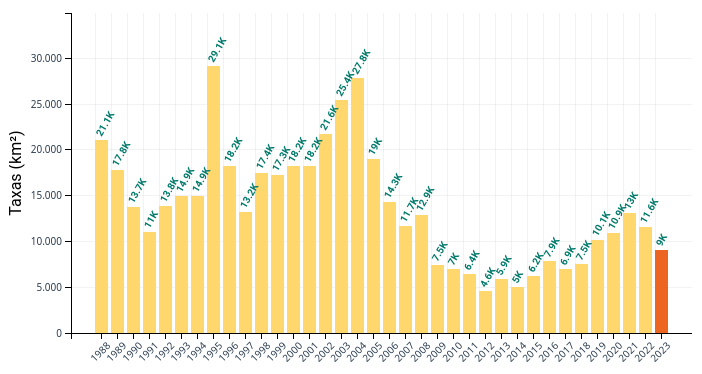 Taxas (km²)
30.000
25.000
20.000
15.000
10.000
5.000
0
21.1K
17.8K
13.7K
11K
13.8K
14.9K
14.9K
29.1K
18.2K
13.2K
17.4K
17.3K
18.2K
18.2K
21.6K
25.4K
27.8K
19K
14.3K
11.7K
12.9K
7.5K
7K
6.4K
4.6K
5.9K
5K
6.2K
7.9K
6.9K
7.5K
10.1K
10.9K
13K
11.6K
9K
1988
1989
1990
1991
1992
1993
1994
1995
1996
1997
1998
1999
2000
2001
2002
2003
2004
2005
2006
2007
2008
2009
2010
2011
2012
2013
2014
2015
2016
2017
2018
2019
2020
2021
2022
2023